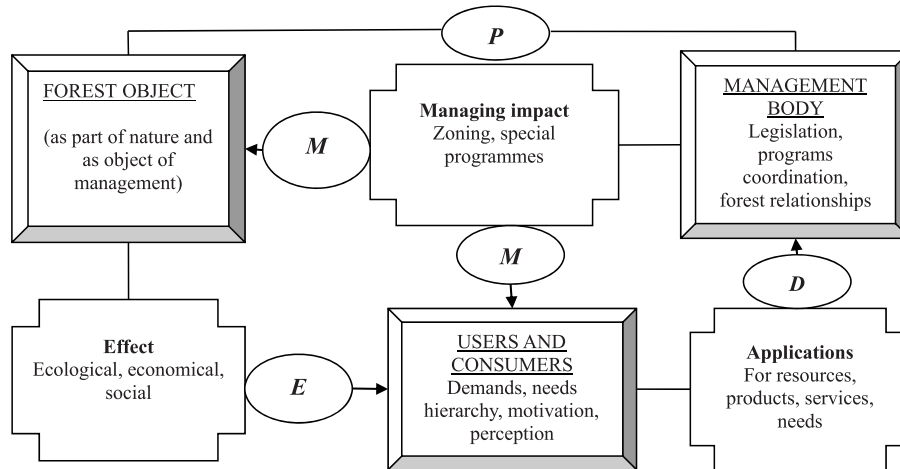 P
FOREST OBJECT
(as part of nature and
as object of
management)
M
Managing impact
Zoning, special
programmes
MANAGEMENT
BODY
Legislation,
programs
coordination,
forest relationships
M
D
Effect
Ecological, economical,
social
E
USERS AND
CONSUMERS
Demands, needs
hierarchy, motivation,
perception
Applications
For resources,
products, services,
needs